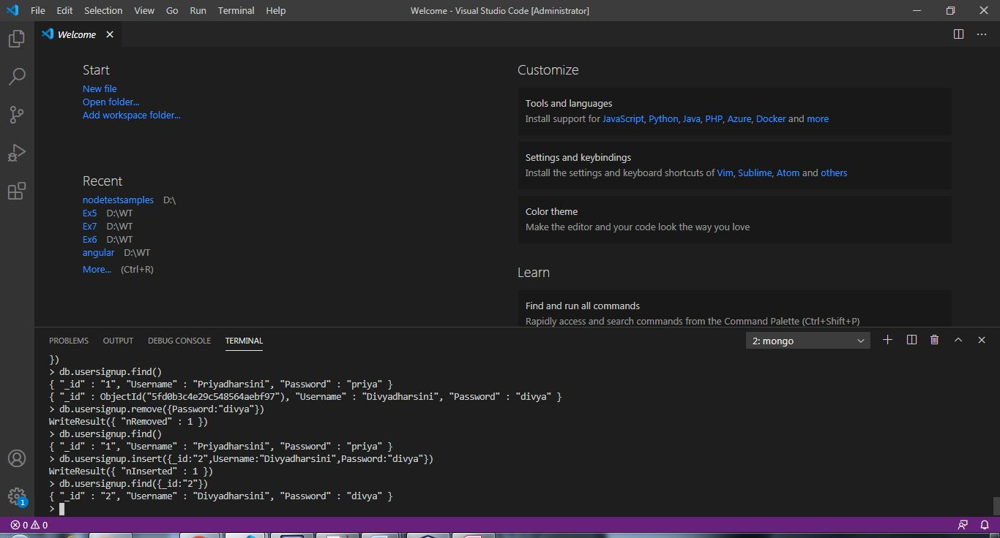 File Edit Selection View Go Run Terminal Help Welcome - Visual Studio Code [Administrator]
Welcome
Start
New file
Open folder...
Add workspace folder...
Recent
nodetestsamples D:\
Ex5 D:\WT
Ex7 D:\WT
Ex6 D:\WT
angular D:\WT
More... (Ctrl+R)
Customize
Tools and languages
Install support for JavaScript, Python, Java, PHP, Azure, Docker and more
Settings and keybindings
Install the settings and keyboard shortcuts of Vim, Sublime, Atom and others
Color theme
Make the editor and your code look the way you love
Learn
Find and run all commands
Rapidly access and search commands from the Command Palette (Ctrl+Shift+P)
PROBLEMS OUTPUT DEBUG CONSOLE TERMINAL 2: mongo
})
> db.usersignup.find()
{ "_id" : "1", "Username" : "Priyadharsini", "Password" : "priya" }
{ "_id" : ObjectId("5fd0b3c4e29c548564aebf97"), "Username" : "Divyadharsini", "Password" : "divya" }
> db.usersignup.remove({Password:"divya"})
WriteResult({ "nRemoved" : 1 })
> db.usersignup.find()
{ "_id" : "1", "Username" : "Priyadharsini", "Password" : "priya" }
> db.usersignup.insert({_id:"2",Username:"Divyadharsini",Password:"divya"})
WriteResult({ "nInserted" : 1 })
> db.usersignup.find({_id:"2"})
{ "_id" : "2", "Username" : "Divyadharsini", "Password" : "divya" }
>
1
0 0